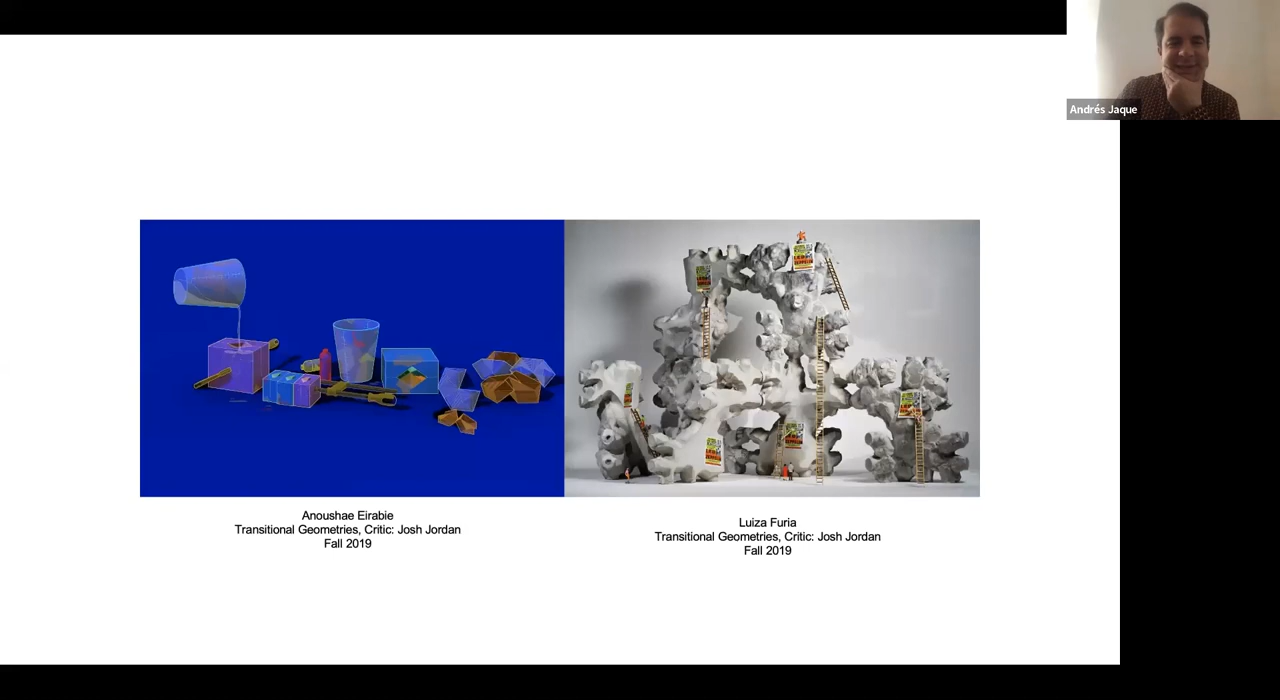 Andrés Jaque
Anoushae Eirabie
Transitional Geometries, Critic: Josh Jordan
Fall 2019
Luiza Furia
Transitional Geometries, Critic: Josh Jordan
Fall 2019